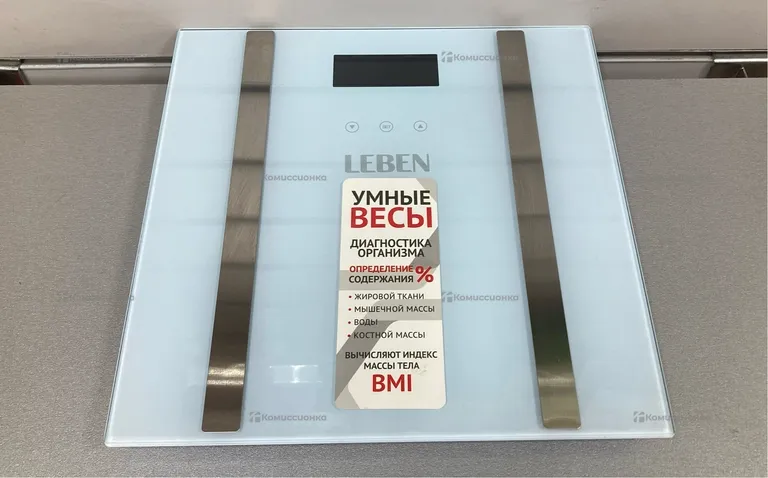 Комиссионка
SET
LEBEN
Комиссионка
УМНЫЕ
ВЕСЫ
ДИАГНОСТИКА
ОРГАНИЗМА
ОПРЕДЕЛЕНИЕ %
СОДЕРЖАНИЯ
• ЖИРОВОЙ ТКАНИ
• МЫШЕЧНОЙ МАССЫ
Комиссионка
• ВОДЫ
• КОСТНОЙ МАССЫ
ВЫЧИСЛЯЮТ ИНДЕКС
МАССЫ ТЕЛА
BMI
Комиссионка
Комиссионка